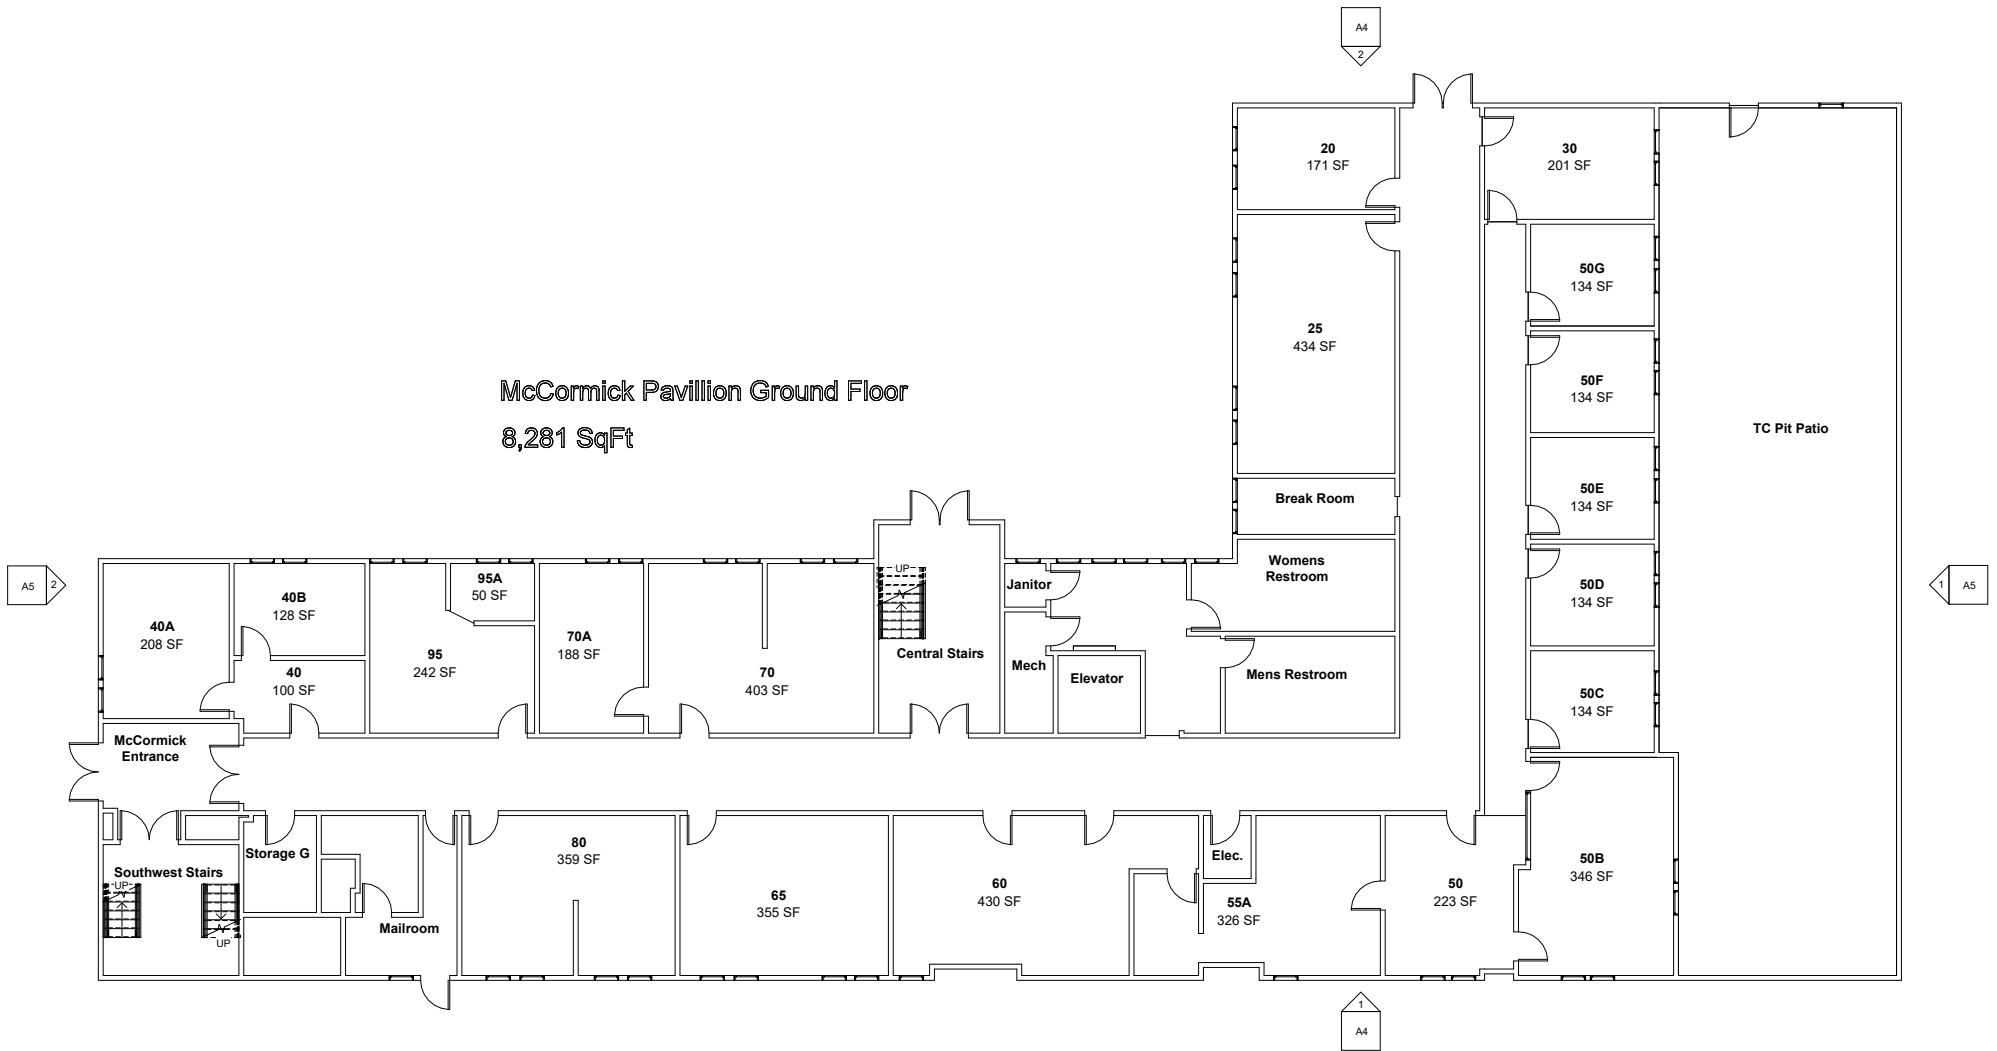 A4
2
20
171 SF
30
201 SF
50G
134 SF
25
434 SF
McCormick Pavillion Ground Floor
8,281 SqFt
50F
134 SF
TC Pit Patio
Break Room
50E
134 SF
A5
2
40A
208 SF
40B
128 SF
40
100 SF
95A
50 SF
95
242 SF
70A
188 SF
70
403 SF
UP
Central Stairs
Janitor
Mech
Elevator
Womens
Restroom
Mens Restroom
50D
134 SF
1
A5
50C
134 SF
McCormick
Entrance
Storage G
Southwest Stairs
UP
UP
Mailroom
80
359 SF
65
355 SF
60
430 SF
Elec.
55A
326 SF
50
223 SF
50B
346 SF
1
A4